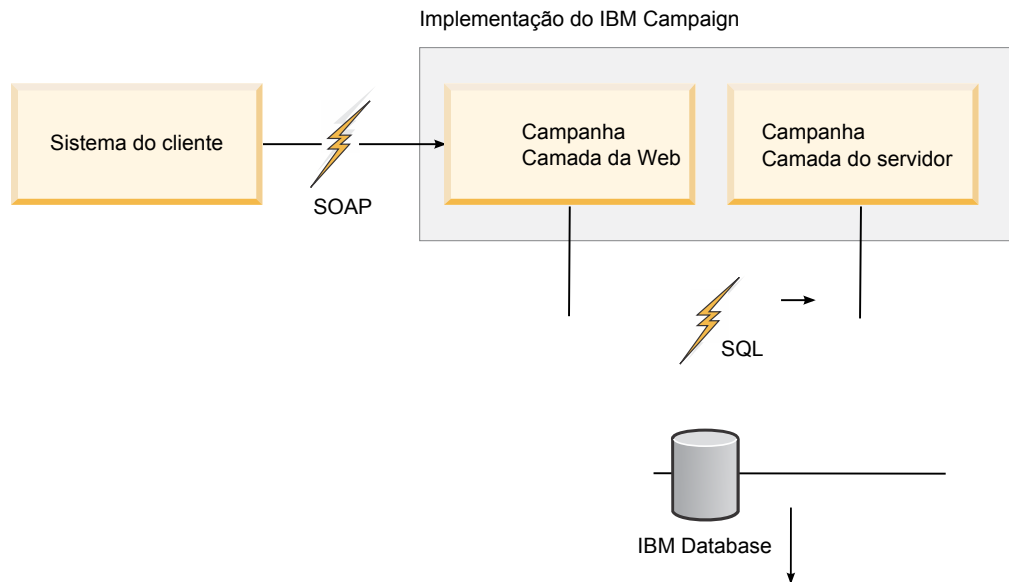 Implementação do IBM Campaign
Sistema do cliente
SOAP
Campanha
Camada da Web
Campanha
Camada do servidor
SQL
IBM Database